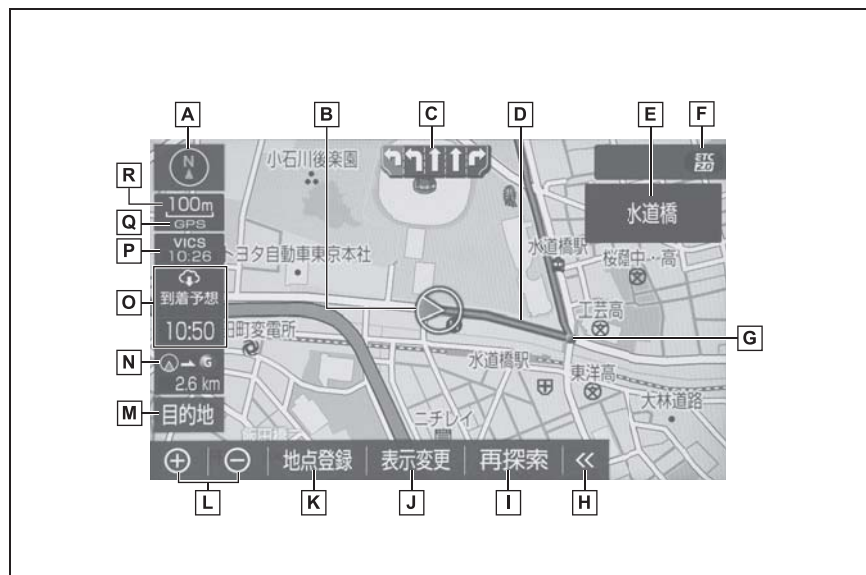 A
B
C
D
E
F
N
小石川後楽園
ETC
2.0
R
100m
水道橋
Q
GPS
P
VICS
10:26
トヨタ自動車東京本社
水道橋駅
桜蔭中…高
O
到着予想
工芸高
10:50
旧町変電所
G
N
G
水道橋駅
東洋高
2.6 km
大林道路
M
目的地
ニチレイ
地点登録
表示変更
再探索
L
K
J
I
H